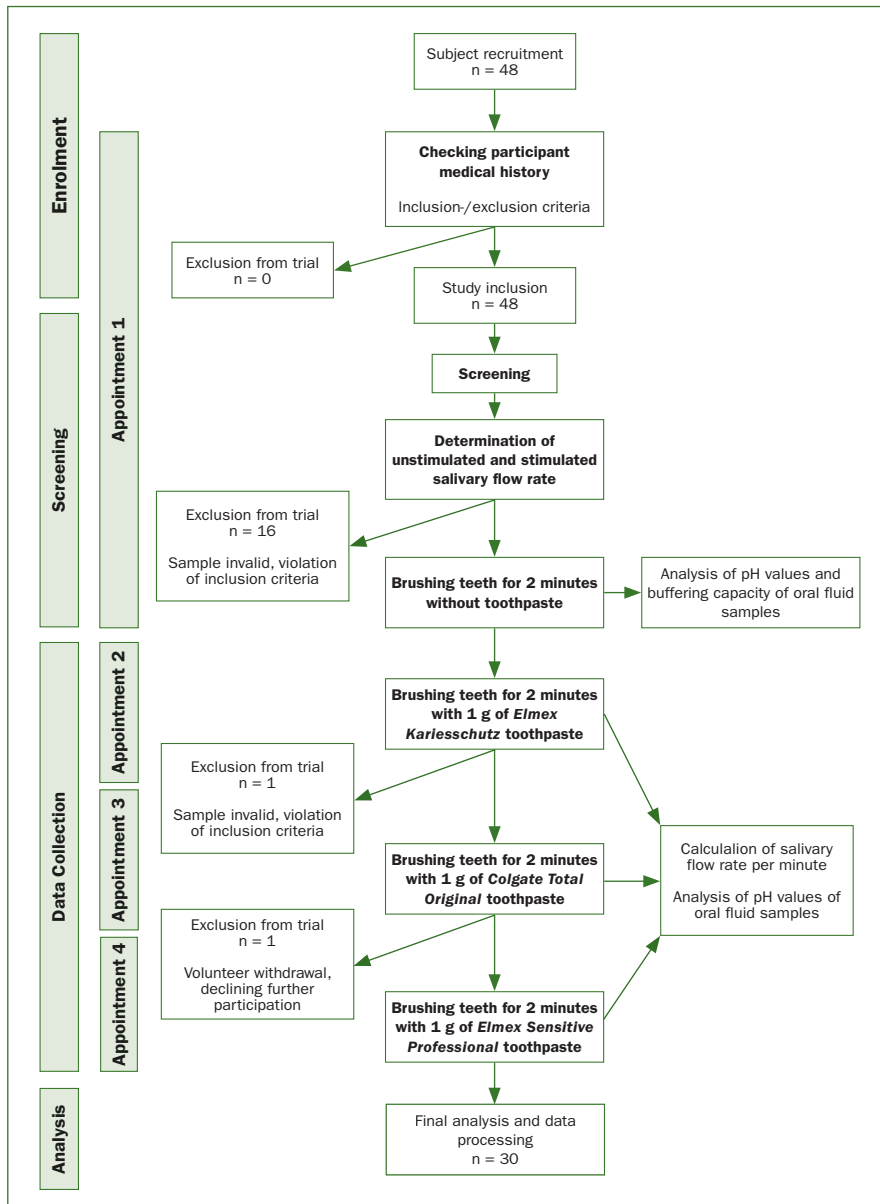 Enrolment
Screening
Data Collection
Analysis
Appointment 1
Appointment 2
Appointment 3
Appointment 4
Subject recruitment
n = 48
Checking participant
medical history
Inclusion-/exclusion criteria
Exclusion from trial
n = 0
Study inclusion
n = 48
Screening
Determination of
unstimulated and stimulated
salivary flow rate
Exclusion from trial
n = 16
Sample invalid, violation
of inclusion criteria
Brushing teeth for 2 minutes
without toothpaste
Analysis of pH values and
buffering capacity of oral fluid
samples
Brushing teeth for 2 minutes
with 1 g of Elmex
Kariesschutz toothpaste
Exclusion from trial
n = 1
Sample invalid, violation
of inclusion criteria
Brushing teeth for 2 minutes
with 1 g of Colgate Total
Original toothpaste
Calculalion of salivary
flow rate per minute
Analysis of pH values of
oral fluid samples
Exclusion from trial
n = 1
Volunteer withdrawal,
declining further
participation
Brushing teeth for 2 minutes
with 1 g of Elmex Sensitive
Professional toothpaste
Final analysis and data
processing
n = 30